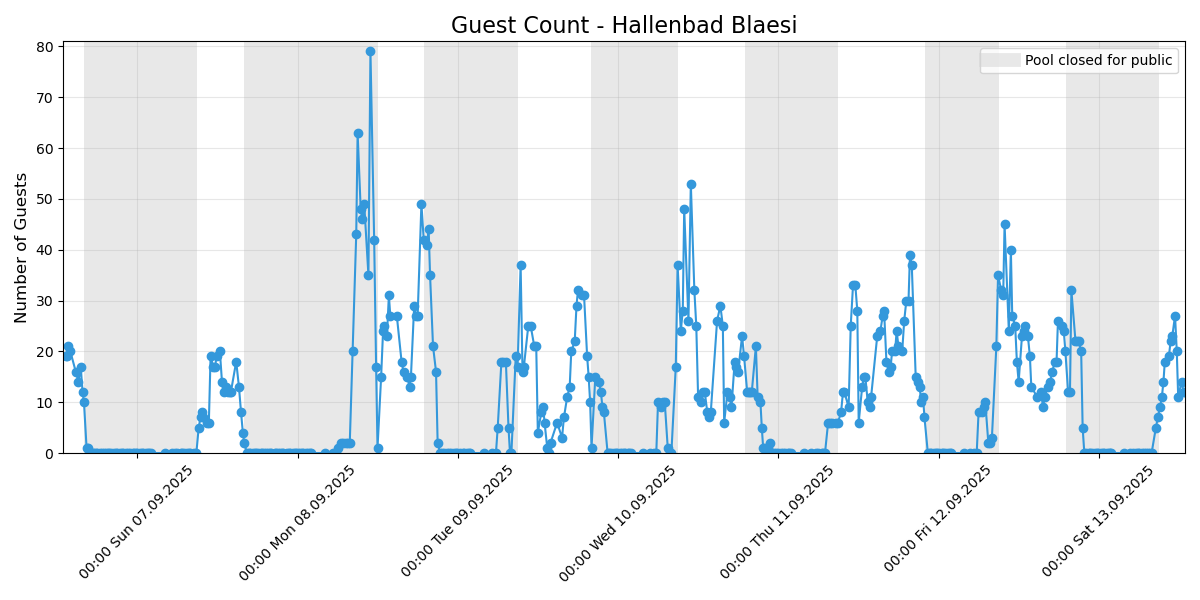 Guest Count - Hallenbad Blaesi
Pool closed for public
Number of Guests
80
70
60
50
40
30
20
10
0
00:00 Sun 07.09.2025
00:00 Mon 08.09.2025
00:00 Tue 09.09.2025
00:00 Wed 10.09.2025
00:00 Thu 11.09.2025
00:00 Fri 12.09.2025
00:00 Sat 13.09.2025